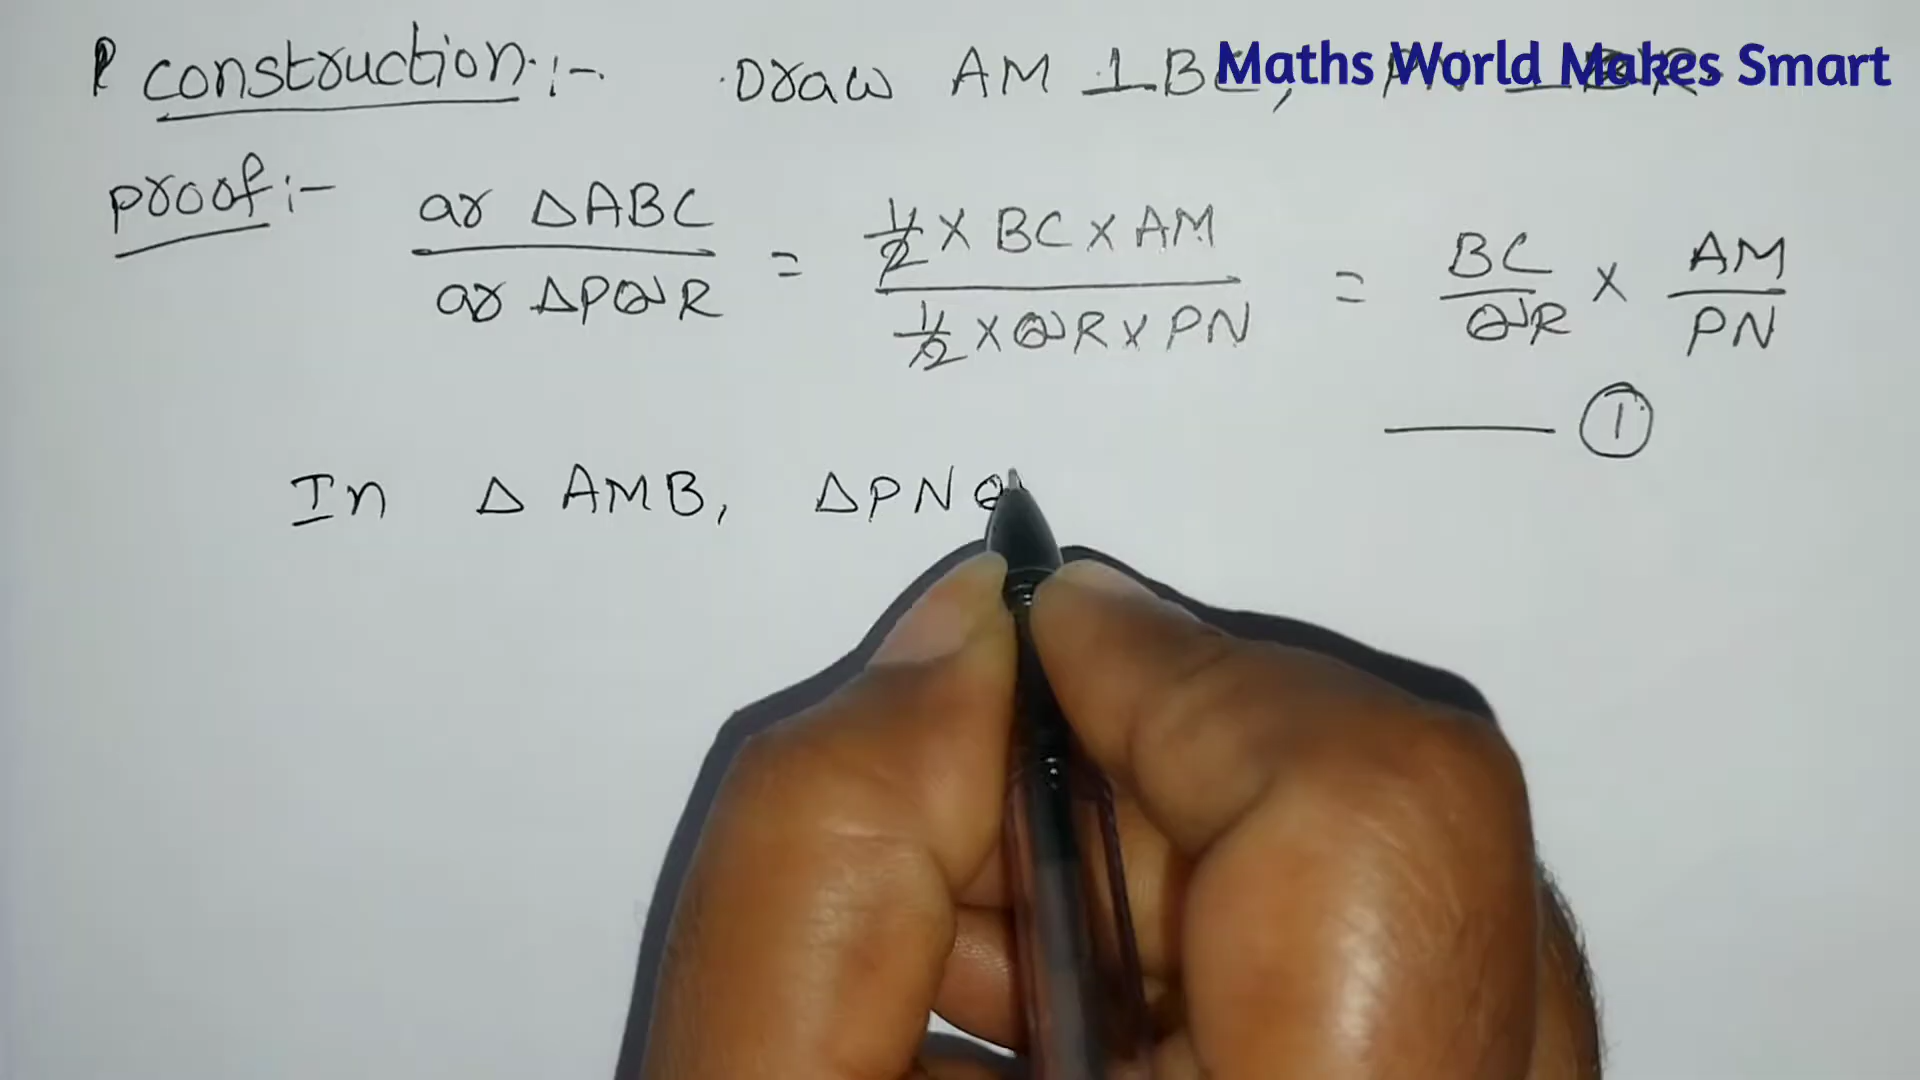 construction :- Draw AM ⊥ BC,
Maths World Makes Smart
proof :- ar ΔABC / ar ΔPQR = ½ × BC × AM / ½ × QR × PN = BC / QR × AM / PN
—— ①
In Δ AMB, ΔPNQ